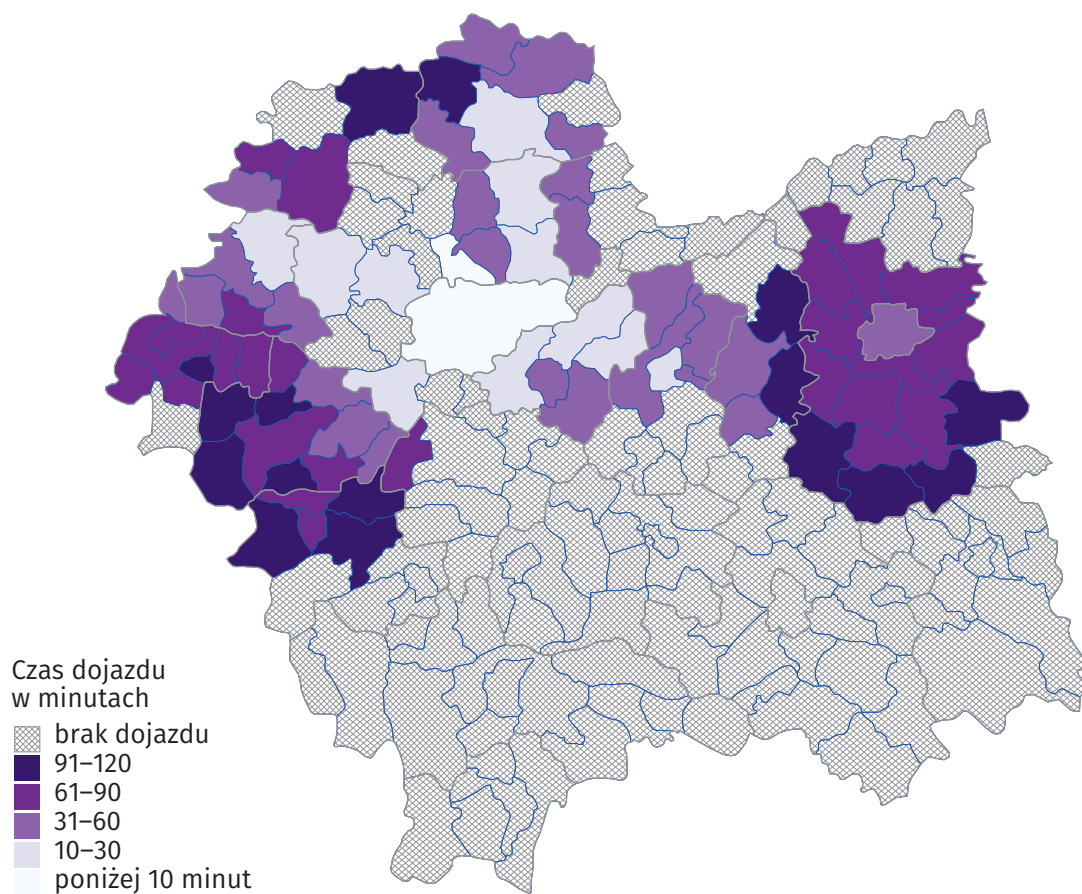 Czas dojazdu
w minutach
brak dojazdu
91–120
61–90
31–60
10–30
poniżej 10 minut